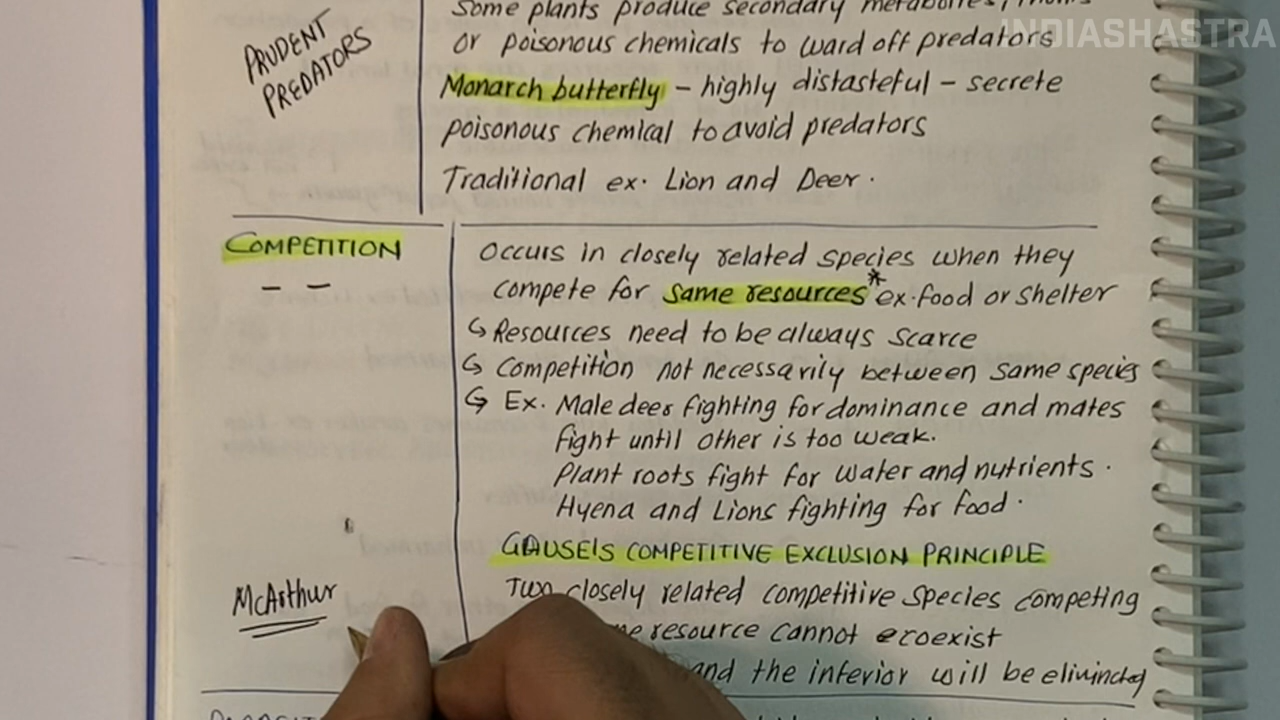 INDIASHASTRA
PRUDENT
PREDATORS
Some plants produce secondary
or poisonous chemicals to ward off predators
Monarch butterfly – highly distasteful – secrete
poisonous chemical to avoid predators
Traditional ex. Lion and Deer.
COMPETITION
– –
Occurs in closely related species when they
compete for same resources* ex. food or shelter
↳ Resources need to be always scarce
↳ Competition not necessarily between same species
↳ Ex. Male deer fighting for dominance and mates
fight until other is too weak.
Plant roots fight for water and nutrients.
Hyena and Lions fighting for food.
GAUSE'S COMPETITIVE EXCLUSION PRINCIPLE
McArthur
Two closely related competitive species competing
resource cannot ecoexist
and the inferior will be